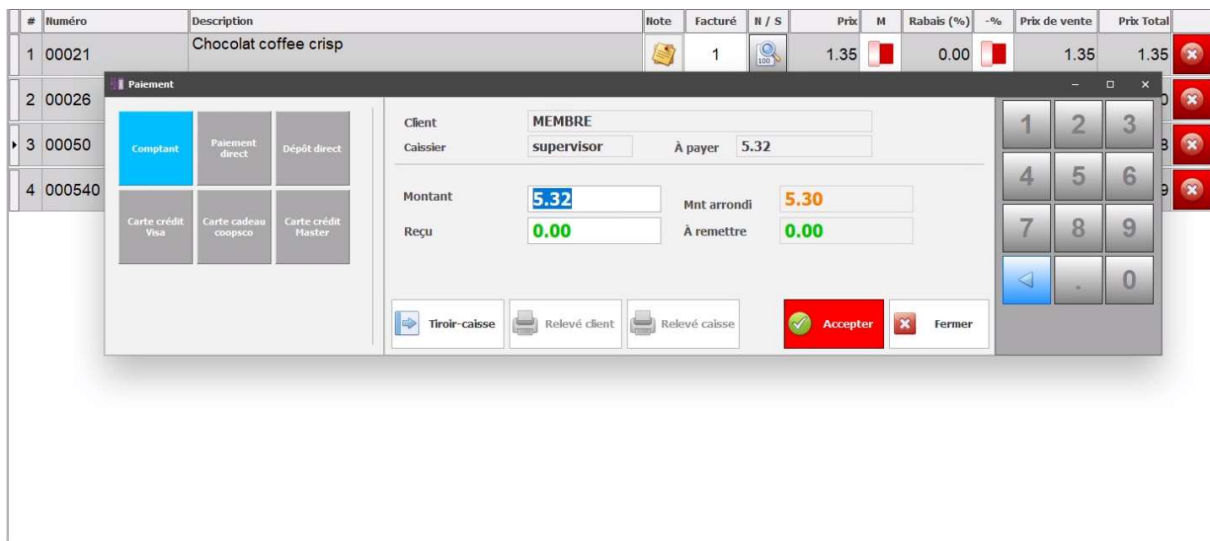 # Numéro Description Note Facturé N / S Prix M Rabais (%) -% Prix de vente Prix Total
1 00021 Chocolat coffee crisp 1 100 1.35 0.00 1.35 1.35
Paiement
2 00026 0
3 00050 8
4 000540 9
Comptant Paiement direct Dépôt direct
Carte crédit Visa Carte cadeau coopsco Carte crédit Master
Client MEMBRE
Caissier supervisor À payer 5.32
Montant 5.32 Mnt arrondi 5.30
Reçu 0.00 À remettre 0.00
Tiroir-caisse Relevé client Relevé caisse Accepter Fermer
1 2 3
4 5 6
7 8 9
. 0